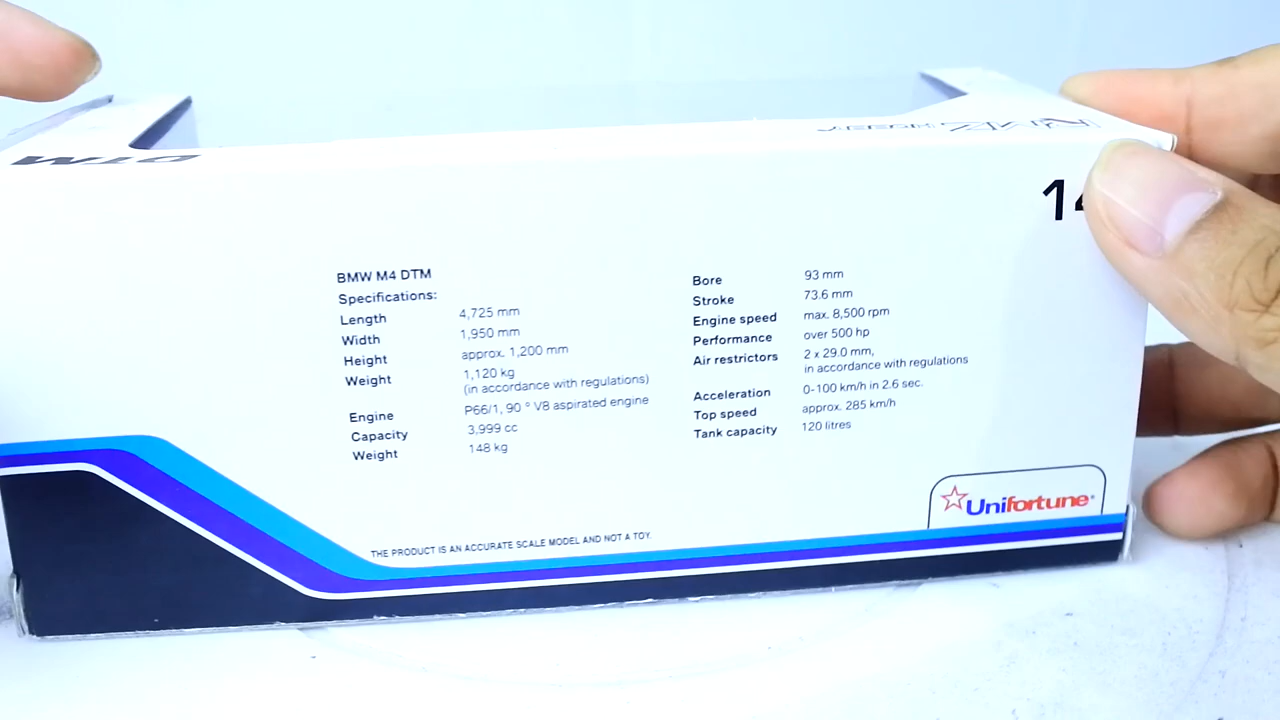 DTM
BMW M4 DTM
Specifications:
Length 4,725 mm
Width 1,950 mm
Height approx. 1,200 mm
Weight 1,120 kg
(in accordance with regulations)
Engine P66/1, 90 ° V8 aspirated engine
Capacity 3,999 cc
Weight 148 kg
Bore 93 mm
Stroke 73.6 mm
Engine speed max. 8,500 rpm
Performance over 500 hp
Air restrictors 2 x 29.0 mm,
in accordance with regulations
Acceleration 0-100 km/h in 2.6 sec.
Top speed approx. 285 km/h
Tank capacity 120 litres
Unifortune®
THE PRODUCT IS AN ACCURATE SCALE MODEL AND NOT A TOY.